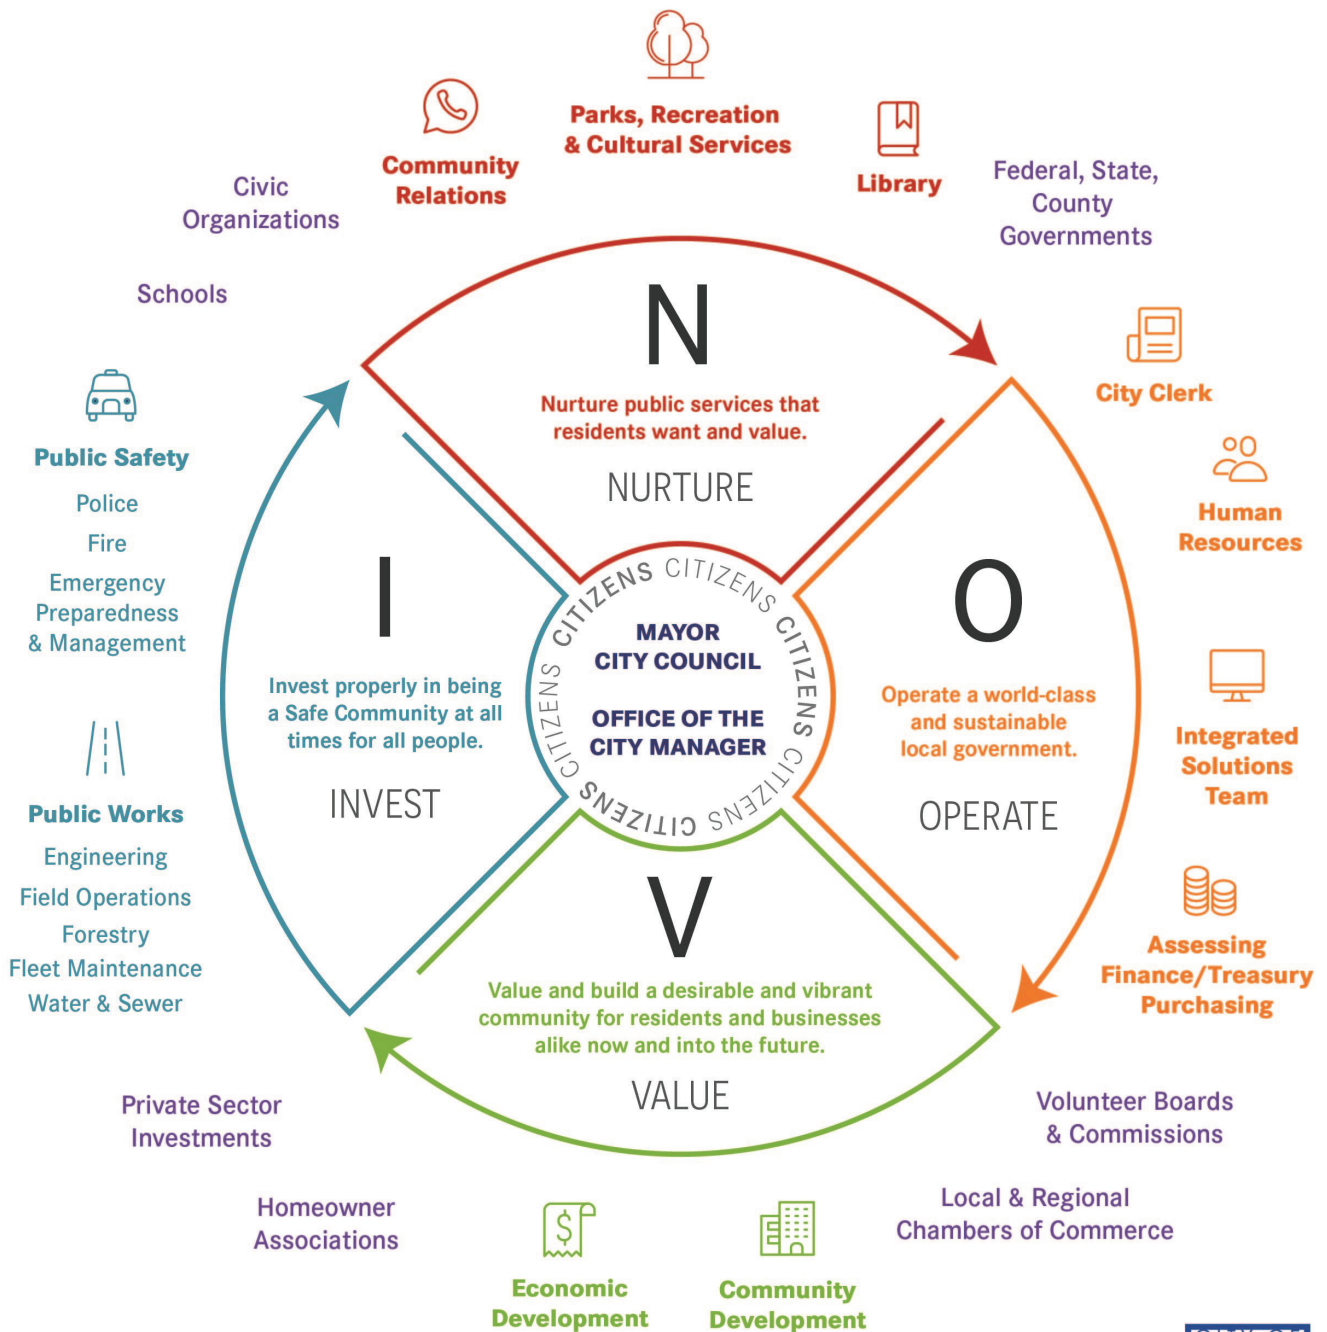 Parks, Recreation
& Cultural Services
Community
Relations
Library
Federal, State,
County
Governments
Civic
Organizations
Schools
N
Nurture public services that
residents want and value.
NURTURE
City Clerk
Human
Resources
Integrated
Solutions
Team
Assessing
Finance/Treasury
Purchasing
O
Operate a world-class
and sustainable
local government.
OPERATE
Public Safety
Police
Fire
Emergency
Preparedness
& Management
Public Works
Engineering
Field Operations
Forestry
Fleet Maintenance
Water & Sewer
I
Invest properly in being
a Safe Community at all
times for all people.
INVEST
CITIZENS CITIZENS CITIZENS CITIZENS CITIZENS CITIZENS
MAYOR
CITY COUNCIL
OFFICE OF THE
CITY MANAGER
V
Value and build a desirable and vibrant
community for residents and businesses
alike now and into the future.
VALUE
Private Sector
Investments
Homeowner
Associations
Economic
Development
Community
Development
Volunteer Boards
& Commissions
Local & Regional
Chambers of Commerce